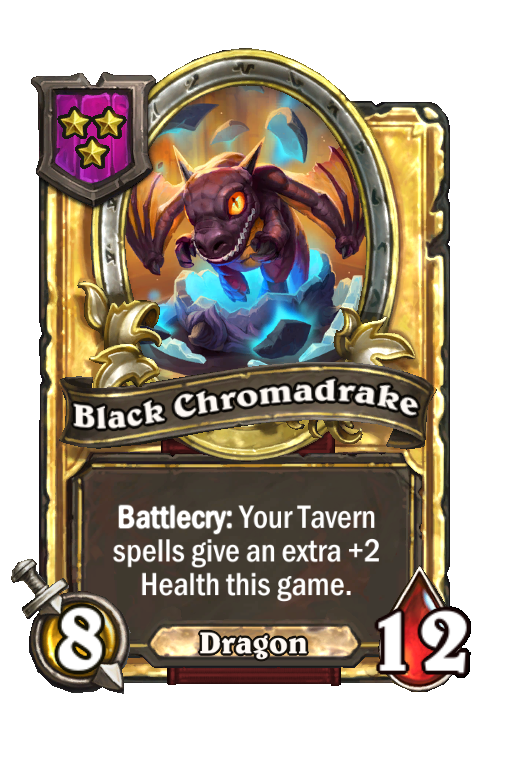 Black Chromadrake
Battlecry: Your Tavern
spells give an extra +2
Health this game.
8
Dragon
12